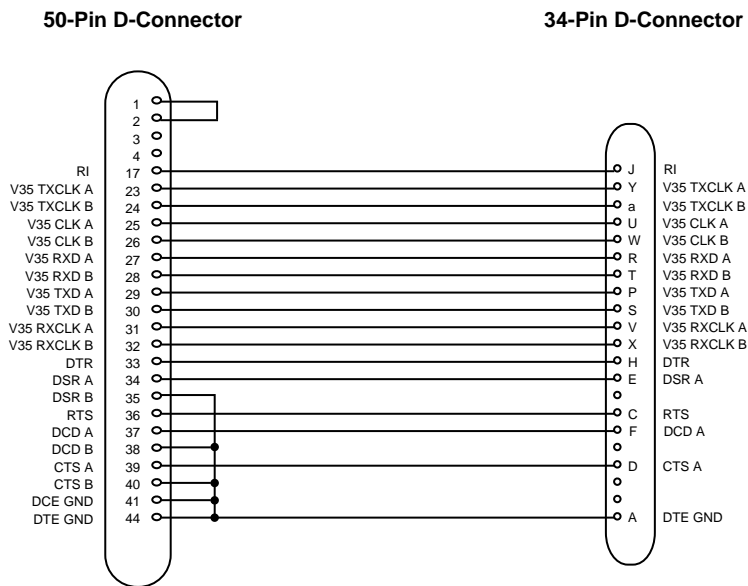 50-Pin D-Connector 34-Pin D-Connector
1
2
3
4
RI 17 J RI
V35 TXCLK A 23 Y V35 TXCLK A
V35 TXCLK B 24 a V35 TXCLK B
V35 CLK A 25 U V35 CLK A
V35 CLK B 26 W V35 CLK B
V35 RXD A 27 R V35 RXD A
V35 RXD B 28 T V35 RXD B
V35 TXD A 29 P V35 TXD A
V35 TXD B 30 S V35 TXD B
V35 RXCLK A 31 V V35 RXCLK A
V35 RXCLK B 32 X V35 RXCLK B
DTR 33 H DTR
DSR A 34 E DSR A
DSR B 35
RTS 36 C RTS
DCD A 37 F DCD A
DCD B 38
CTS A 39 D CTS A
CTS B 40
DCE GND 41
DTE GND 44 A DTE GND